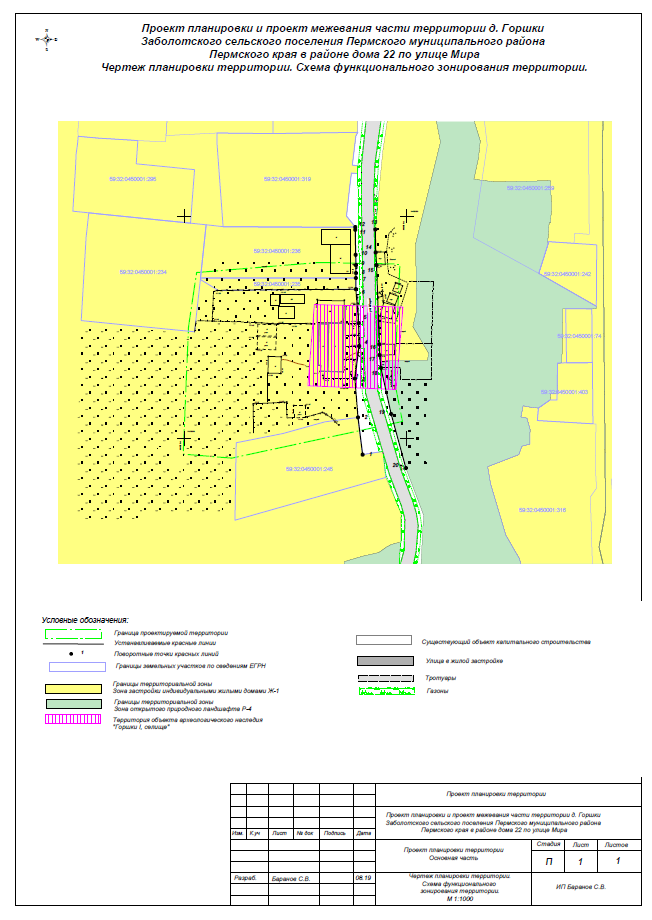 Проект планировки и проект межевания части территории д. Горшки
Заболотского сельского поселения Пермского муниципального района
Пермского края в районе дома 22 по улице Мира
Чертеж планировки территории. Схема функционального зонирования территории.
59:32:0450001:295
59:32:0450001:319
59:32:0450001:236
59:32:0450001:234
59:32:0450001:242
59:32:0450001:74
59:32:0450001:403
59:32:0450001:245
59:32:0450001:318
Условные обозначения:
Граница проектируемой территории
Устанавливаемые красные линии
1 Поворотные точки красных линий
Границы земельных участков по сведениям ЕГРН
Границы территориальной зоны
Зона застройки индивидуальными жилыми домами Ж-1
Границы территориальной зоны
Зона открытого природного ландшафта Р-4
Территория объекта археологического наследия
"Горшки I, селище"
Существующий объект капитального строительства
Улица в жилой застройке
Тротуары
Газоны
Проект планировки территории
Проект планировки и проект межевания части территории д. Горшки
Заболотского сельского поселения Пермского муниципального района
Пермского края в районе дома 22 по улице Мира
Изм. К.уч Лист № док Подпись Дата
Проект планировки территории
Основная часть
Стадия Лист Листов
П 1 1
Разраб. Баранов С.В. 08.19
Чертеж планировки территории.
Схема функционального
зонирования территории.
М 1:1000
ИП Баранов С.В.